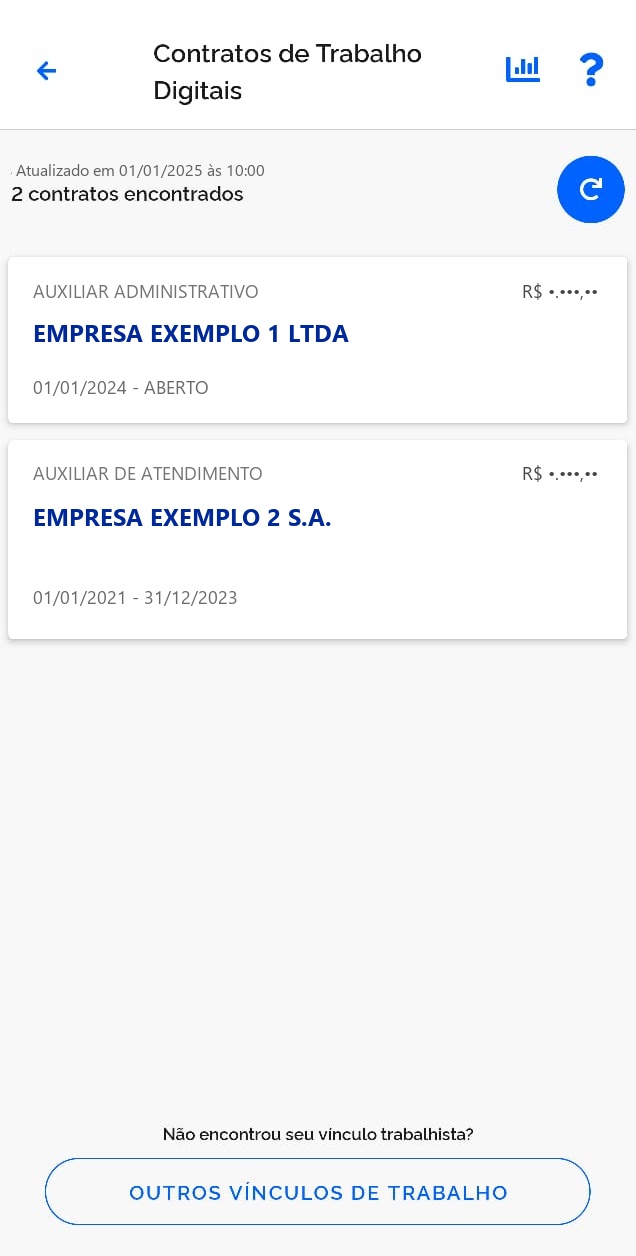 Contratos de Trabalho
Digitais
Atualizado em 01/01/2025 às 10:00
2 contratos encontrados
AUXILIAR ADMINISTRATIVO R$ •.•••,••
EMPRESA EXEMPLO 1 LTDA
01/01/2024 - ABERTO
AUXILIAR DE ATENDIMENTO R$ •.•••,••
EMPRESA EXEMPLO 2 S.A.
01/01/2021 - 31/12/2023
Não encontrou seu vínculo trabalhista?
OUTROS VÍNCULOS DE TRABALHO